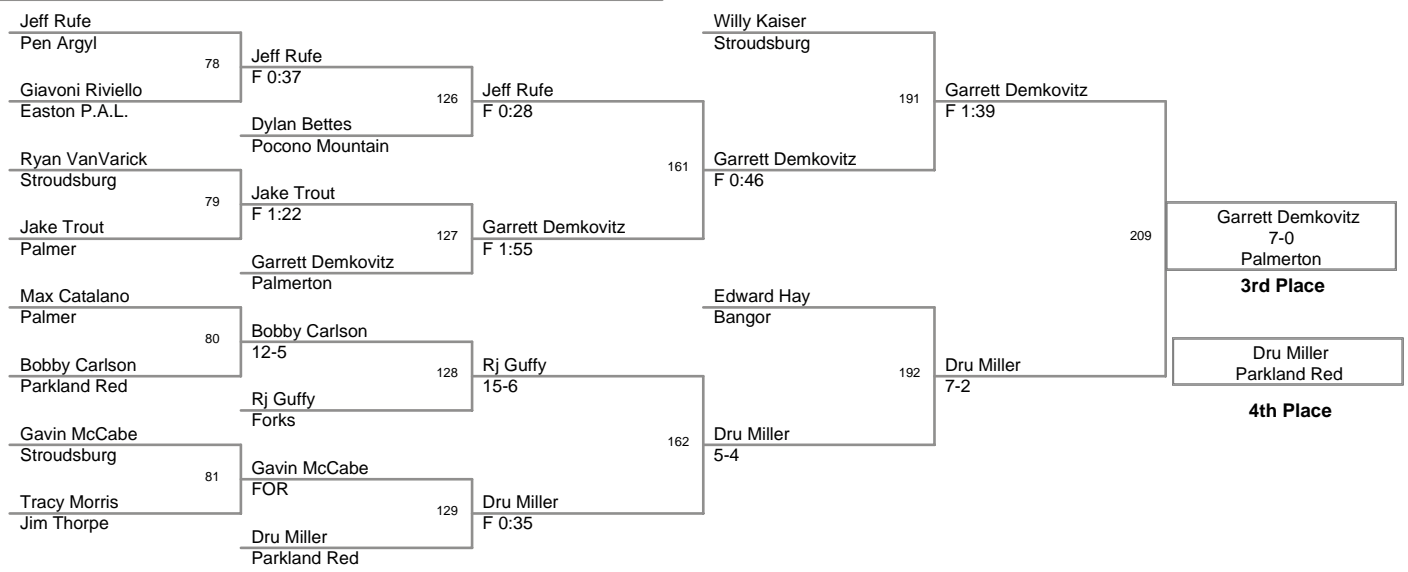 Jeff Rufe
Pen Argyl
78
Giavoni Riviello
Easton P.A.L.
Ryan VanVarick
Stroudsburg
79
Jake Trout
Palmer
Max Catalano
Palmer
80
Bobby Carlson
Parkland Red
Gavin McCabe
Stroudsburg
81
Tracy Morris
Jim Thorpe
Jeff Rufe
F 0:37
126
Dylan Bettes
Pocono Mountain
Jake Trout
F 1:22
127
Garrett Demkovitz
Palmerton
Bobby Carlson
12-5
128
Rj Guffy
Forks
Gavin McCabe
FOR
129
Dru Miller
Parkland Red
Jeff Rufe
F 0:28
161
Garrett Demkovitz
F 1:55
Rj Guffy
15-6
162
Dru Miller
F 0:35
Willy Kaiser
Stroudsburg
191
Garrett Demkovitz
F 0:46
Edward Hay
Bangor
192
Dru Miller
5-4
Garrett Demkovitz
F 1:39
209
Dru Miller
7-2
Garrett Demkovitz
7-0
Palmerton
3rd Place
Dru Miller
Parkland Red
4th Place